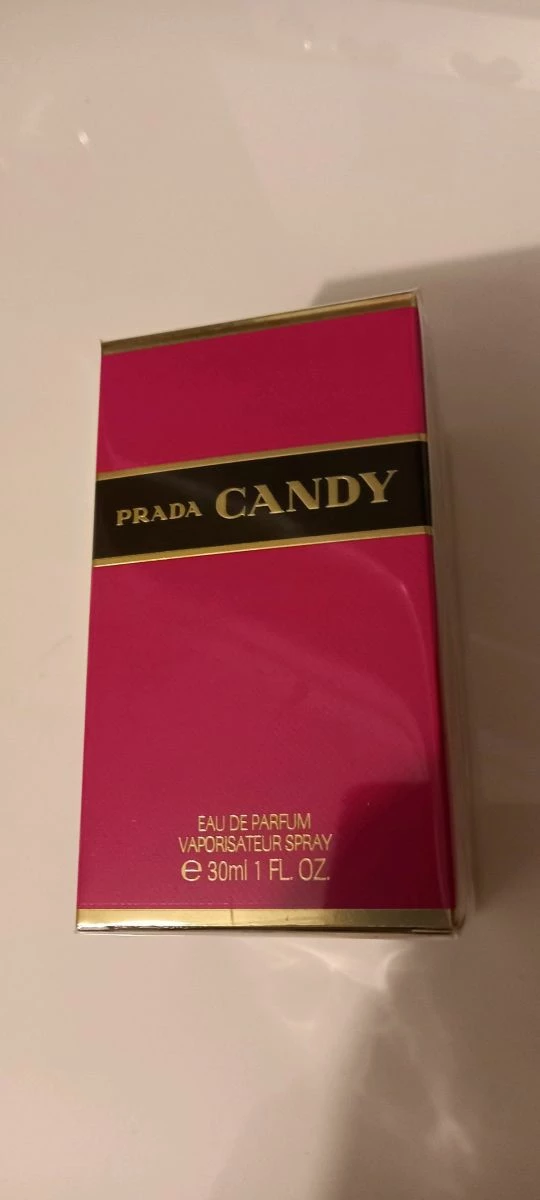 PRADA CANDY
EAU DE PARFUM
VAPORISATEUR SPRAY
℮ 30ml 1 FL. OZ.